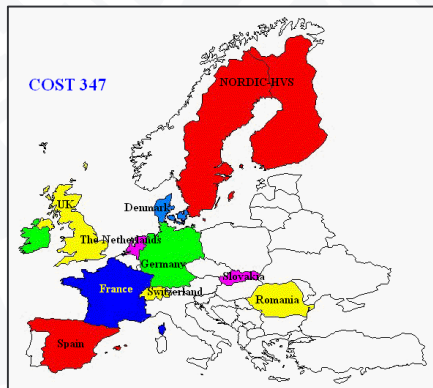 COST 347
NORDIC-HVS
UK
Denmark
The Netherlands
Germany
Slovakia
France
Switzerland
Romania
Spain